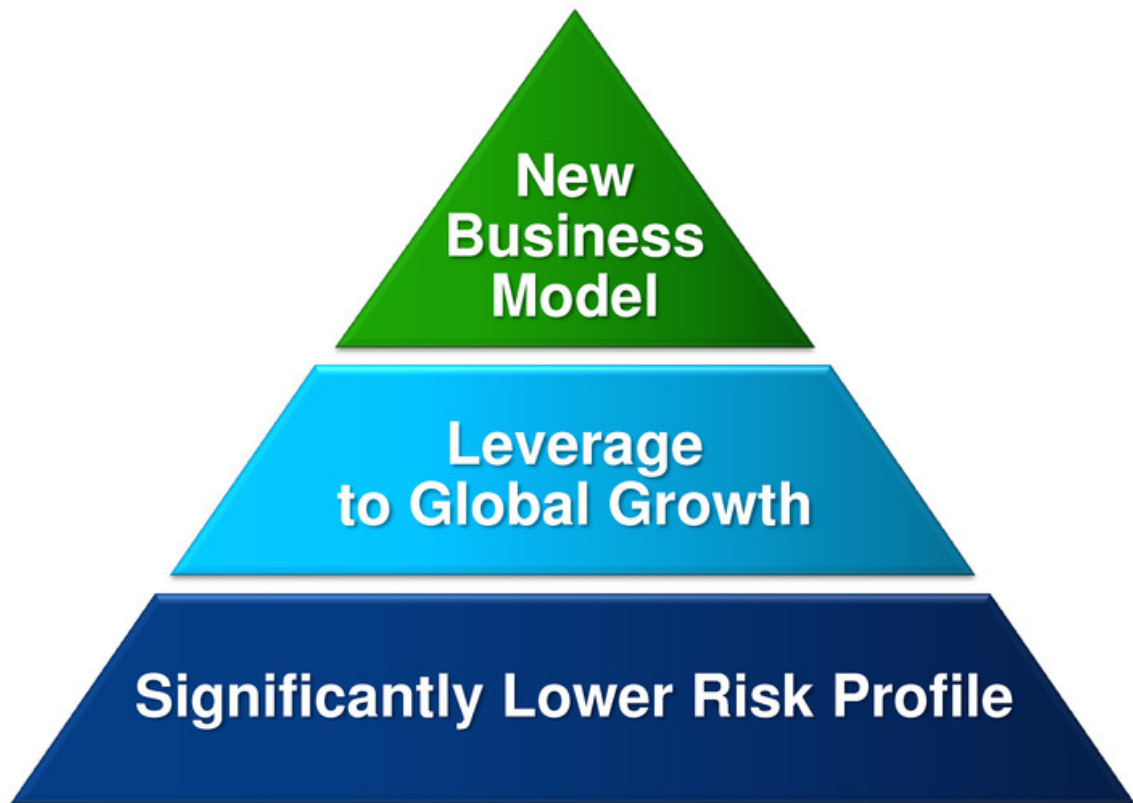 New
Business
Model
Leverage
to Global Growth
Significantly Lower Risk Profile